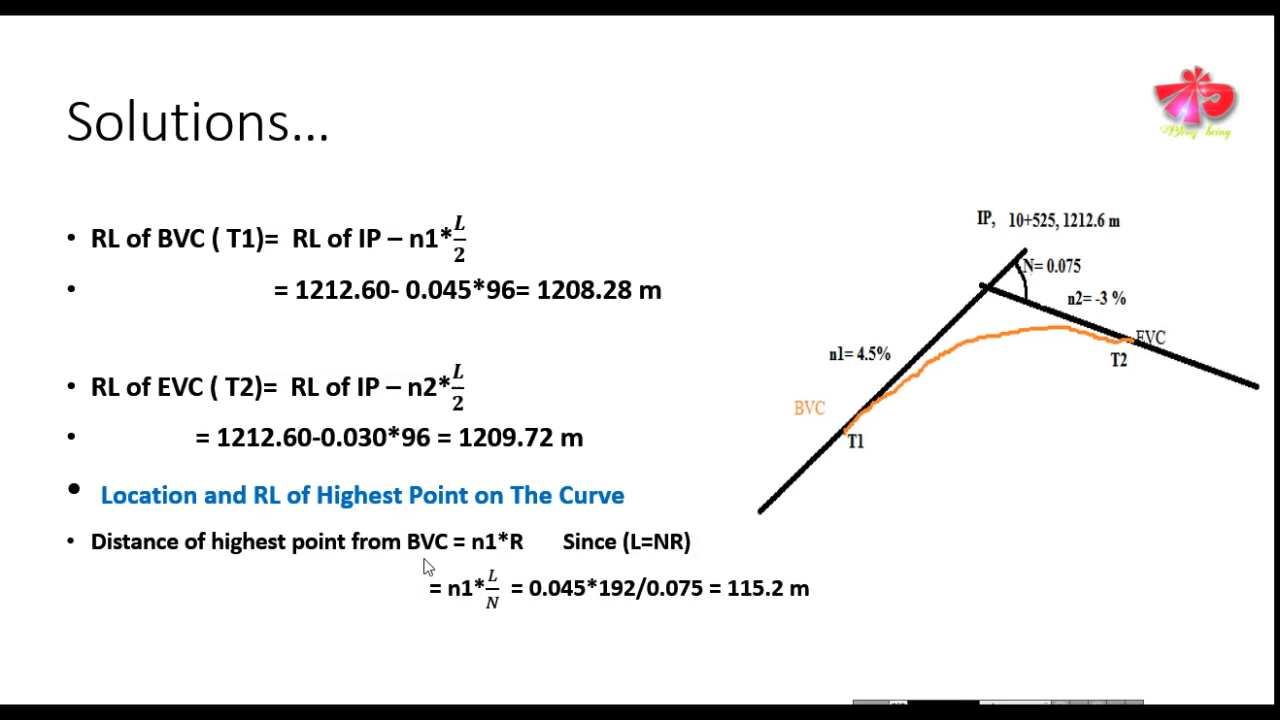 Solutions...
Bling being
• RL of BVC ( T1)= RL of IP – n1*L/2
• = 1212.60- 0.045*96= 1208.28 m
• RL of EVC ( T2)= RL of IP – n2*L/2
• = 1212.60-0.030*96 = 1209.72 m
• Location and RL of Highest Point on The Curve
• Distance of highest point from BVC = n1*R Since (L=NR)
= n1*L/N = 0.045*192/0.075 = 115.2 m
IP, 10+525, 1212.6 m
N= 0.075
n2= -3 %
EVC
n1= 4.5%
T2
BVC
T1